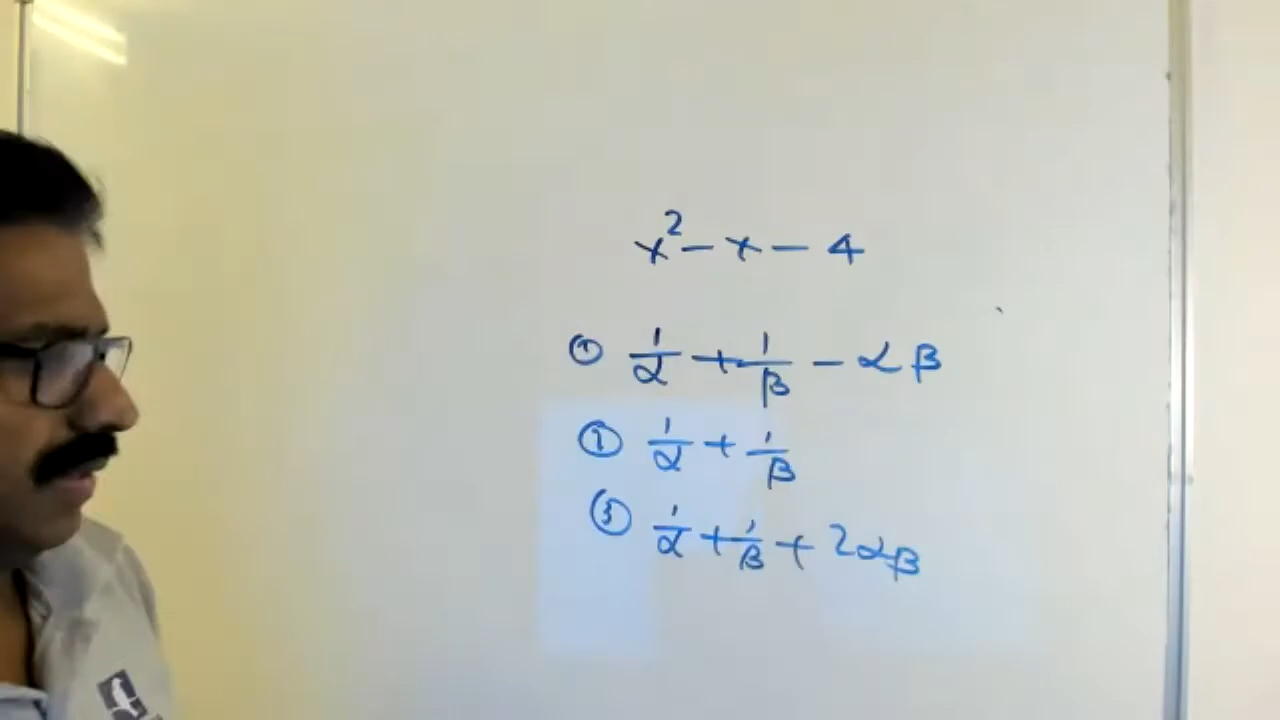 x² - x - 4
① 1/α + 1/β - αβ
② 1/α + 1/β
③ 1/α + 1/β + 2αβ